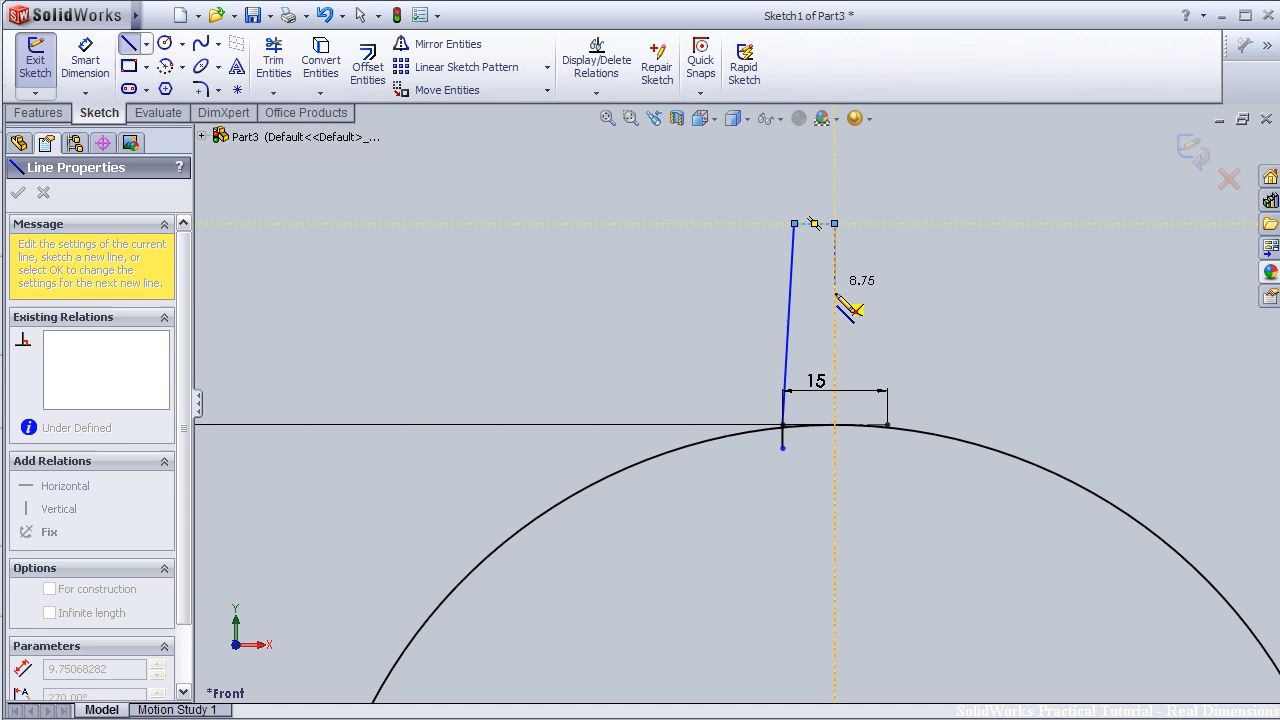 SolidWorks
Sketch1 of Part3 *
?
Exit Sketch
Smart Dimension
Trim Entities
Convert Entities
Offset Entities
Mirror Entities
Linear Sketch Pattern
Move Entities
Display/Delete Relations
Repair Sketch
Quick Snaps
Rapid Sketch
Features
Sketch
Evaluate
DimXpert
Office Products
Part3 (Default<<Default>_...
Line Properties
?
Message
Edit the settings of the current
line, sketch a new line, or
select OK to change the
settings for the next new line.
Existing Relations
Under Defined
Add Relations
Horizontal
Vertical
Fix
Options
For construction
Infinite length
Parameters
9.75068282
270.00°
8.75
15
Y
X
*Front
Model
Motion Study 1
SolidWorks Practical Tutorial - Real Dimensions